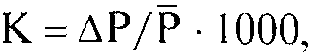 K = ΔP/P̅ · 1000,